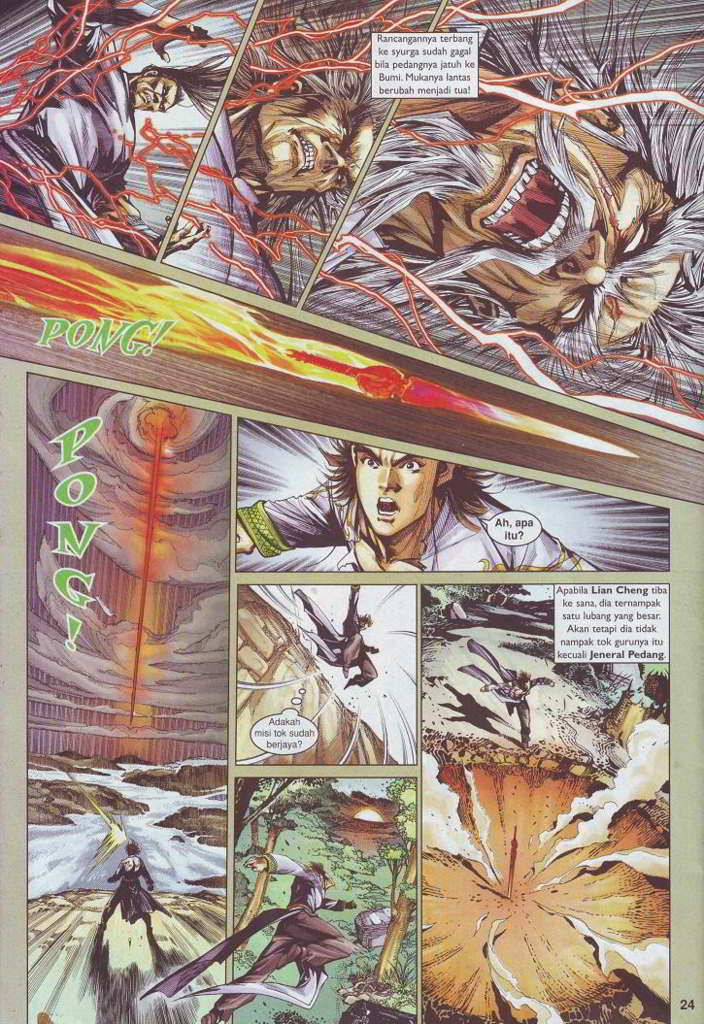 Rancangannya terbang
ke syurga sudah gagal
bila pedangnya jatuh ke
Bumi. Mukanya lantas
berubah menjadi tua!
PONG!
PONG!
Ah, apa
itu?
Adakah
misi tok sudah
berjaya?
Apabila Lian Cheng tiba
ke sana, dia ternampak
satu lubang yang besar.
Akan tetapi dia tidak
nampak tok gurunya itu
kecuali Jeneral Pedang.
24